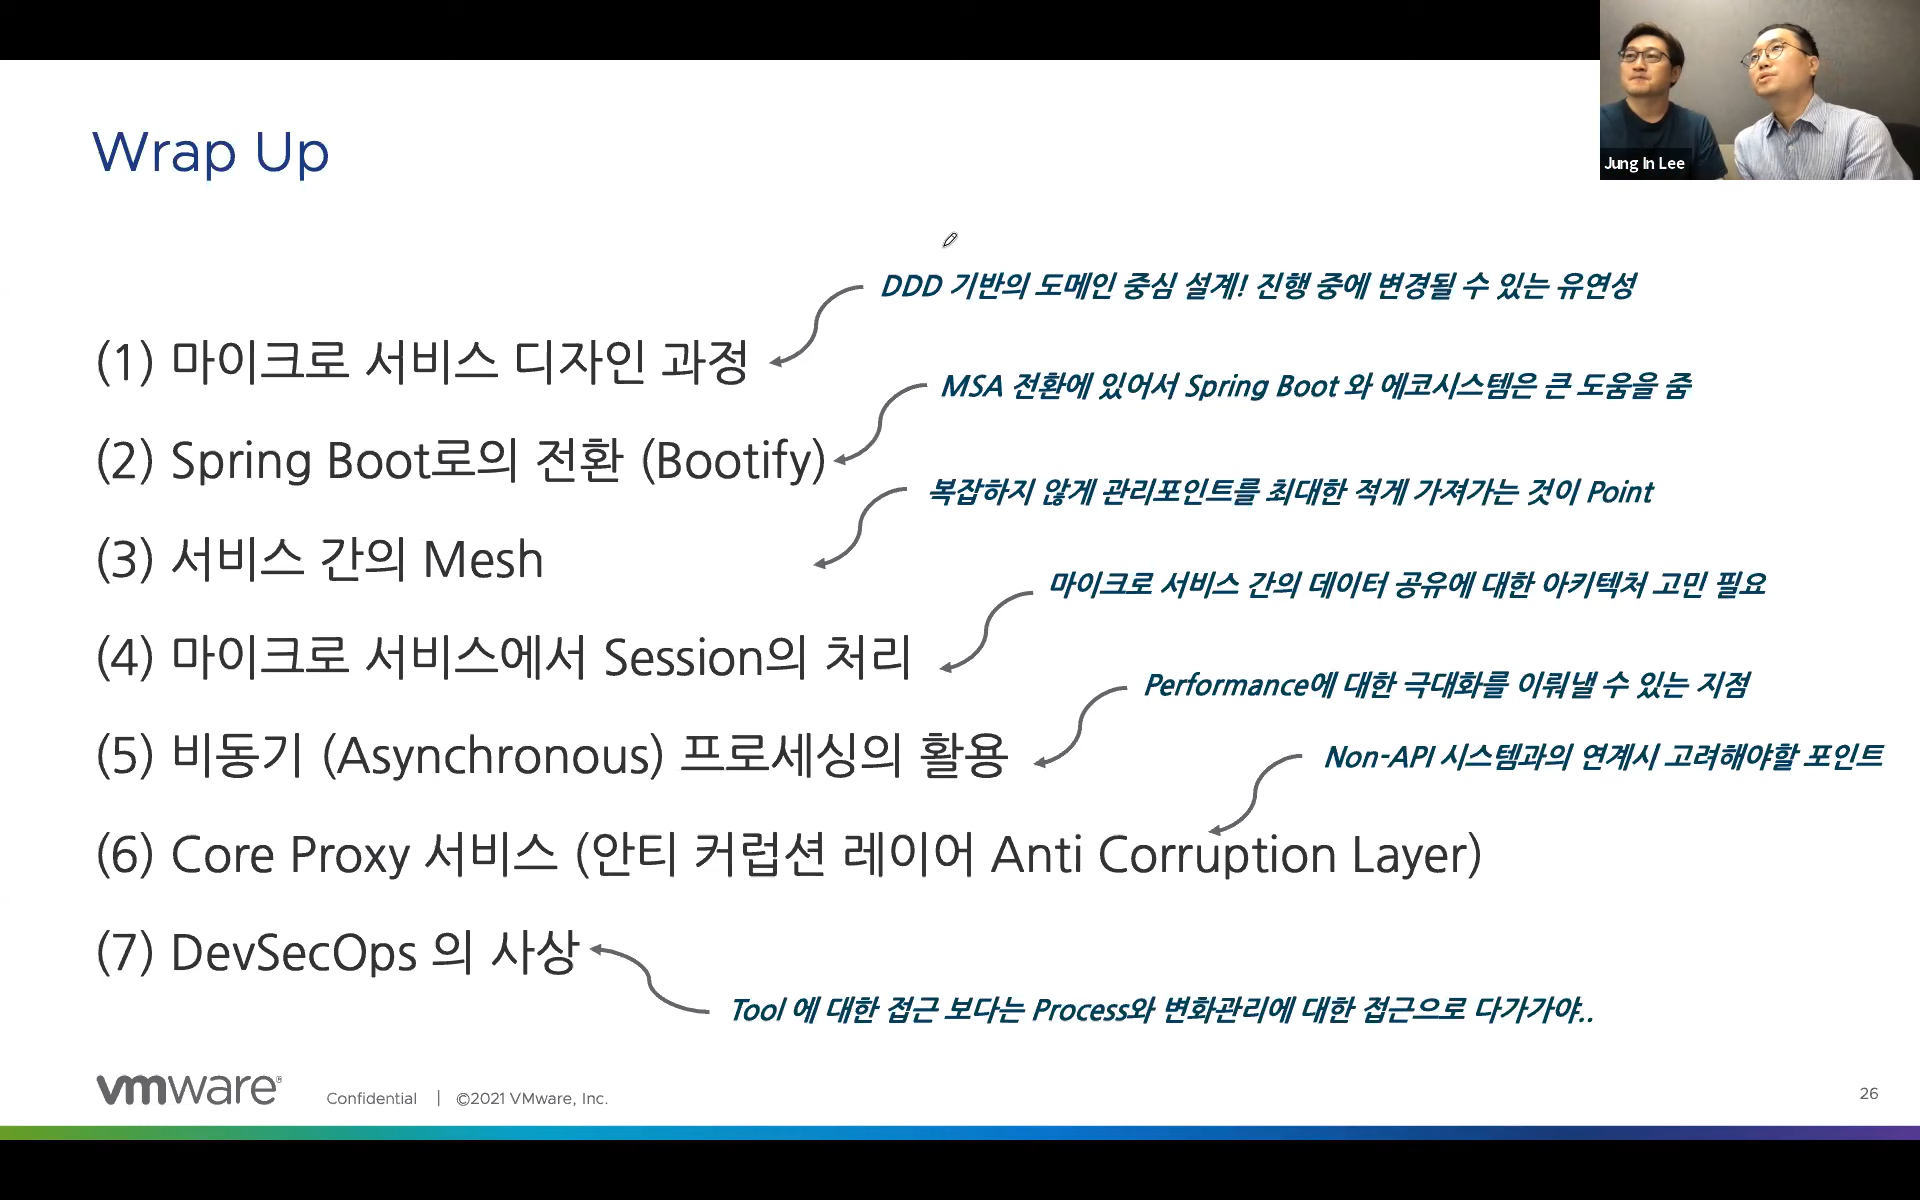 Jung In Lee
Wrap Up
DDD 기반의 도메인 중심 설계! 진행 중에 변경될 수 있는 유연성
(1) 마이크로 서비스 디자인 과정
MSA 전환에 있어서 Spring Boot 와 에코시스템은 큰 도움을 줌
(2) Spring Boot로의 전환 (Bootify)
복잡하지 않게 관리포인트를 최대한 적게 가져가는 것이 Point
(3) 서비스 간의 Mesh
마이크로 서비스 간의 데이터 공유에 대한 아키텍처 고민 필요
(4) 마이크로 서비스에서 Session의 처리
Performance에 대한 극대화를 이뤄낼 수 있는 지점
(5) 비동기 (Asynchronous) 프로세싱의 활용
Non-API 시스템과의 연계시 고려해야할 포인트
(6) Core Proxy 서비스 (안티 커럽션 레이어 Anti Corruption Layer)
(7) DevSecOps 의 사상
Tool 에 대한 접근 보다는 Process와 변화관리에 대한 접근으로 다가가야..
vmware® Confidential | ©2021 VMware, Inc.
26